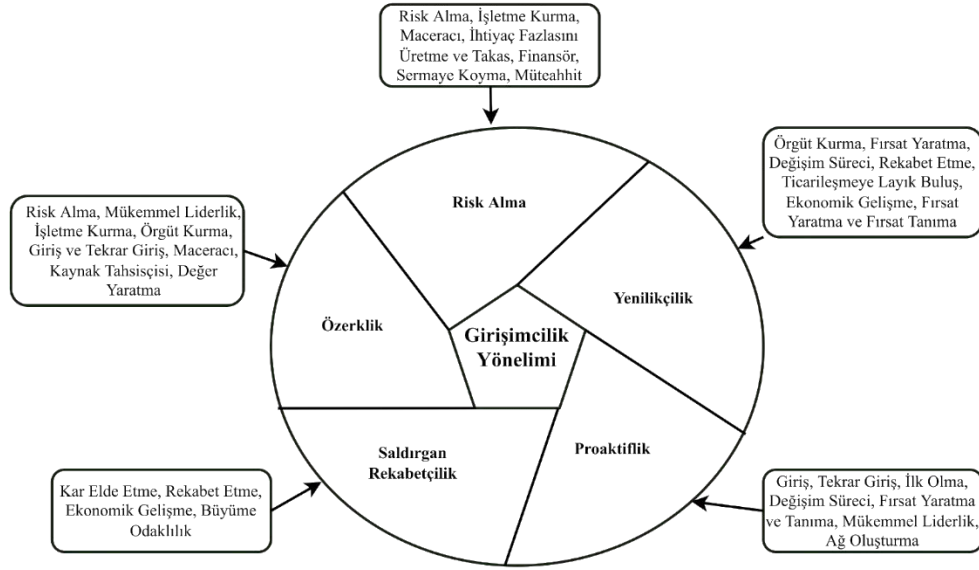 Risk Alma, İşletme Kurma,
Maceracı, İhtiyaç Fazlasını
Üretme ve Takas, Finansör,
Sermaye Koyma, Müteahhit
Örgüt Kurma, Fırsat Yaratma,
Değişim Süreci, Rekabet Etme,
Ticarileşmeye Layık Buluş,
Ekonomik Gelişme, Fırsat
Yaratma ve Fırsat Tanıma
Risk Alma, Mükemmel Liderlik,
İşletme Kurma, Örgüt Kurma,
Giriş ve Tekrar Giriş, Maceracı,
Kaynak Tahsisçisi, Değer
Yaratma
Risk Alma
Yenilikçilik
Özerklik
Girişimcilik
Yönelimi
Saldırgan
Rekabetçilik
Proaktiflik
Kar Elde Etme, Rekabet Etme,
Ekonomik Gelişme, Büyüme
Odaklılık
Giriş, Tekrar Giriş, İlk Olma,
Değişim Süreci, Fırsat Yaratma
ve Tanıma, Mükemmel Liderlik,
Ağ Oluşturma